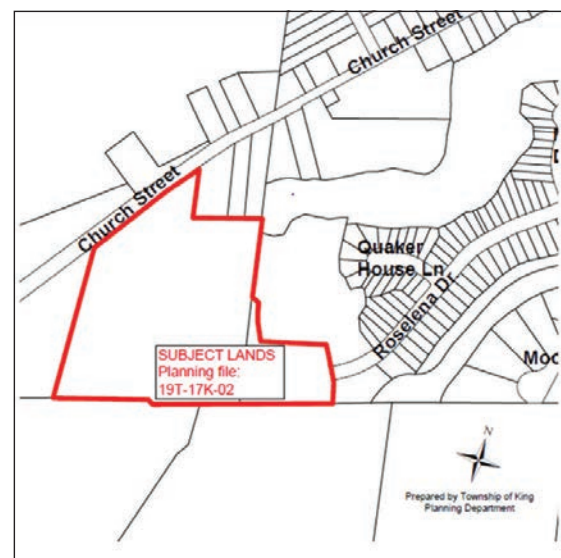 Church Street
Church Street
Quaker
House Ln
Roselena Dr.
SUBJECT LANDS
Planning file:
19T-17K-02
N
Prepared by Township of King
Planning Department